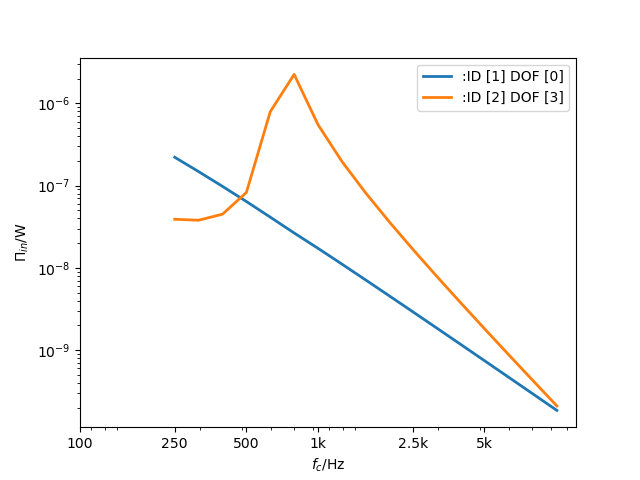 :ID [1] DOF [0]
:ID [2] DOF [3]
10⁻⁶
10⁻⁷
10⁻⁸
10⁻⁹
Πᵢₙ/W
100
250
500
1k
2.5k
5k
f_c/Hz